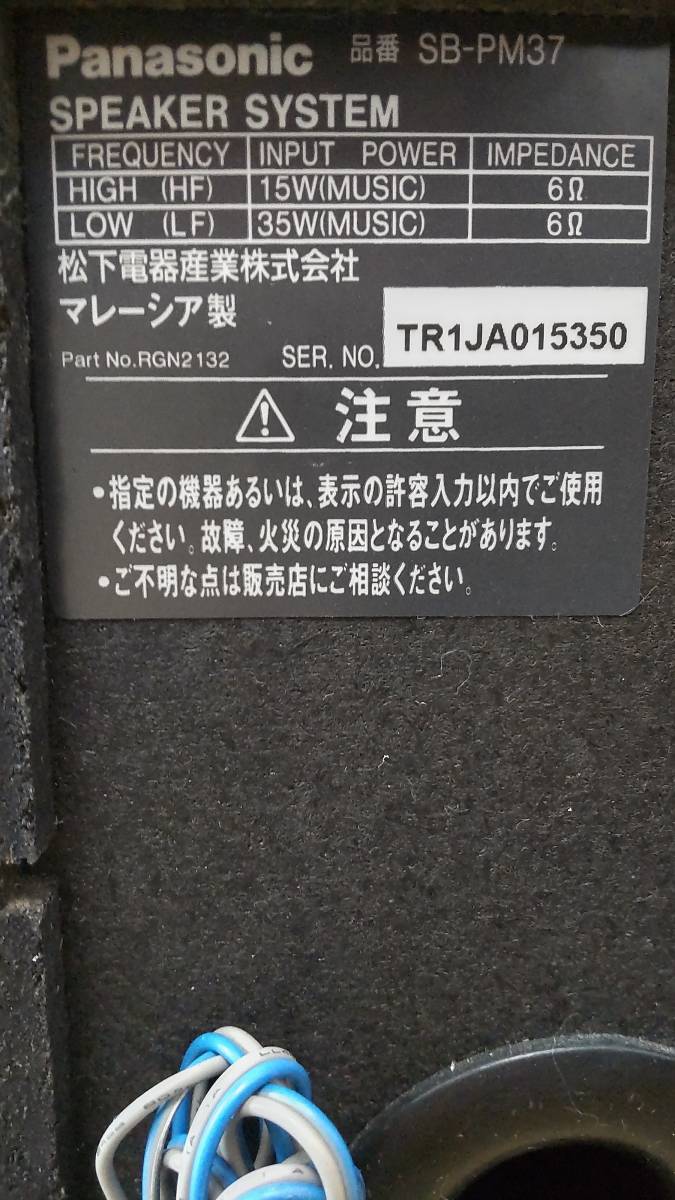 Panasonic 品番 SB-PM37
SPEAKER SYSTEM
FREQUENCY INPUT POWER IMPEDANCE
HIGH (HF) 15W(MUSIC) 6Ω
LOW (LF) 35W(MUSIC) 6Ω
松下電器産業株式会社
マレーシア製
Part No.RGN2132 SER. NO. TR1JA015350
注意
•指定の機器あるいは、表示の許容入力以内でご使用
ください。故障、火災の原因となることがあります。
•ご不明な点は販売店にご相談ください。